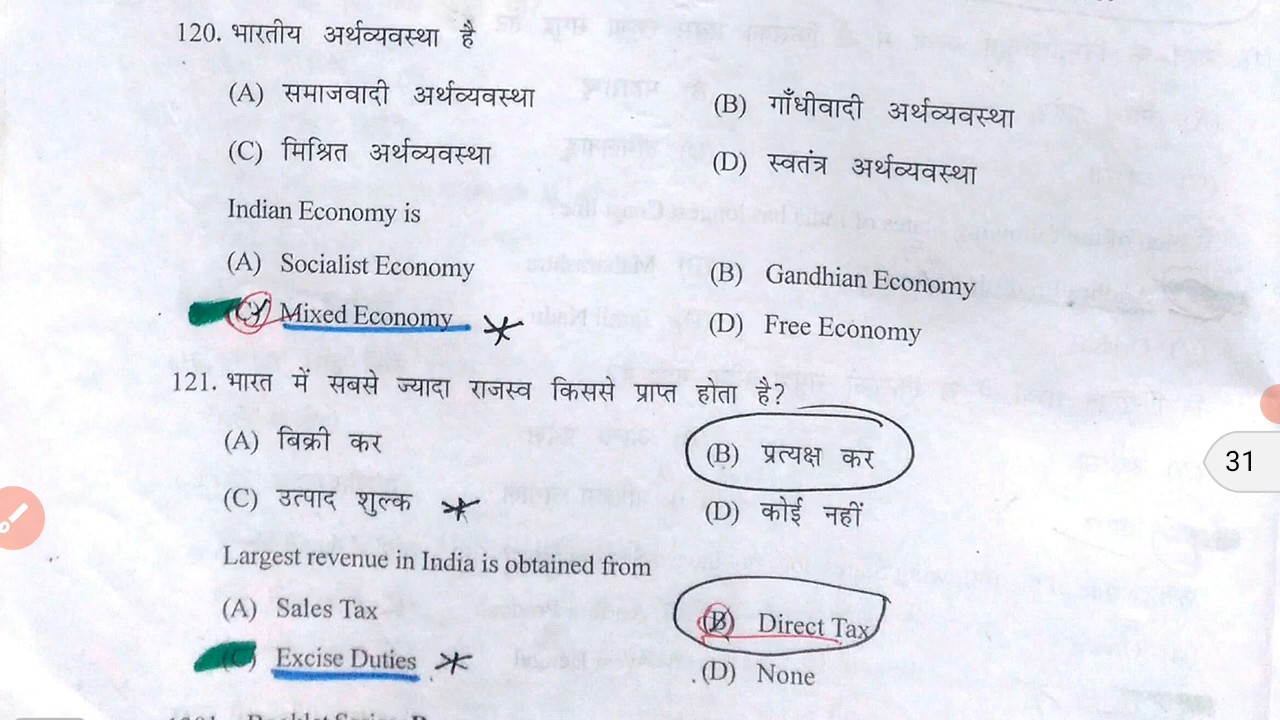 120. भारतीय अर्थव्यवस्था है
(A) समाजवादी अर्थव्यवस्था (B) गाँधीवादी अर्थव्यवस्था
(C) मिश्रित अर्थव्यवस्था (D) स्वतंत्र अर्थव्यवस्था
Indian Economy is
(A) Socialist Economy (B) Gandhian Economy
(C) Mixed Economy (D) Free Economy
121. भारत में सबसे ज्यादा राजस्व किससे प्राप्त होता है?
(A) बिक्री कर (B) प्रत्यक्ष कर
31
(C) उत्पाद शुल्क (D) कोई नहीं
Largest revenue in India is obtained from
(A) Sales Tax (B) Direct Tax
(C) Excise Duties (D) None